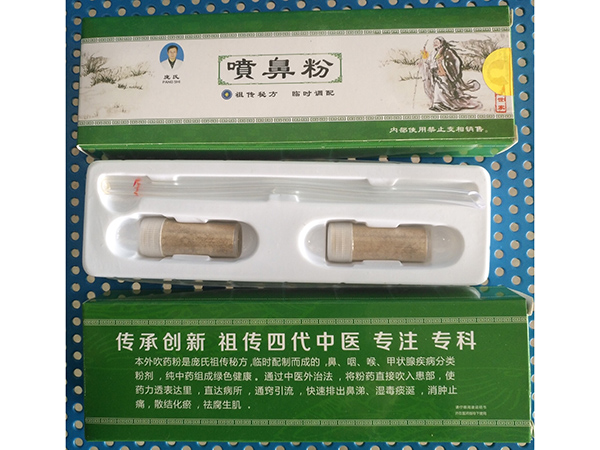 噴鼻粉
庞氏
PANG SHI
祖传秘方 临时调配
内部使用禁止变相销售。
传承创新 祖传四代中医 专注 专科
本外吹药粉是庞氏祖传秘方,临时配制而成的,鼻、咽、喉、甲状腺疾病分类
粉剂,纯中药组成绿色健康。通过中医外治法,将粉药直接吹入患部,使
药力透表达里,直达病所,通窍引流,快速排出鼻涕、湿毒痰涎,消肿止
痛,散结化瘀,祛腐生肌。